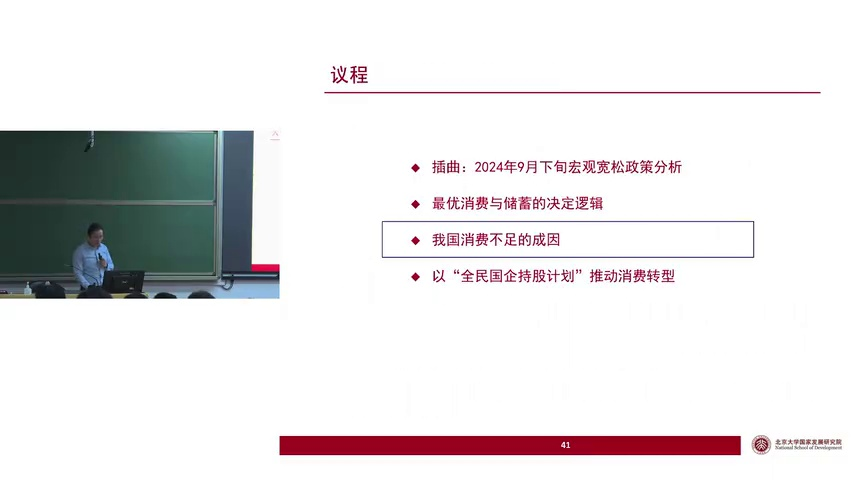 议程
插曲：2024年9月下旬宏观宽松政策分析
最优消费与储蓄的决定逻辑
我国消费不足的成因
以“全民国企持股计划”推动消费转型
41
北京大学国家发展研究院
National School of Development